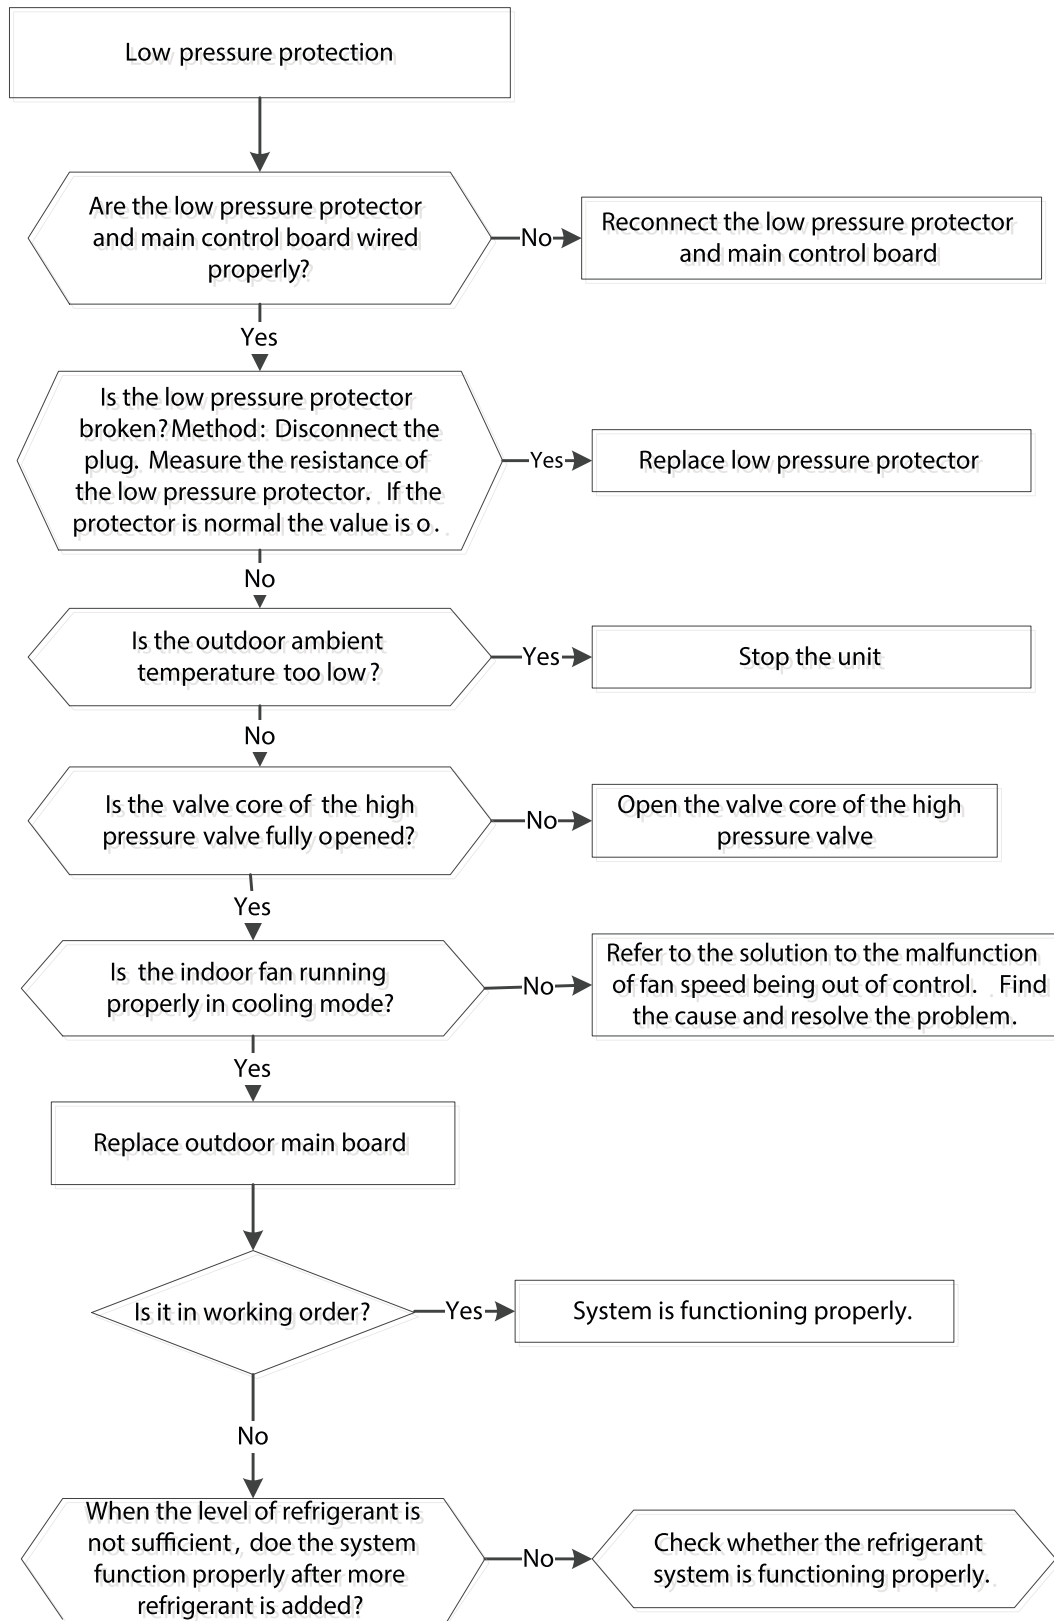 Low pressure protection
Are the low pressure protector
and main control board wired
properly?
No
Reconnect the low pressure protector
and main control board
Yes
Is the low pressure protector
broken? Method: Disconnect the
plug. Measure the resistance of
the low pressure protector. If the
protector is normal the value is o.
Yes
Replace low pressure protector
No
Is the outdoor ambient
temperature too low?
Yes
Stop the unit
No
Is the valve core of the high
pressure valve fully opened?
No
Open the valve core of the high
pressure valve
Yes
Is the indoor fan running
properly in cooling mode?
No
Refer to the solution to the malfunction
of fan speed being out of control. Find
the cause and resolve the problem.
Yes
Replace outdoor main board
Is it in working order?
Yes
System is functioning properly.
No
When the level of refrigerant is
not sufficient, doe the system
function properly after more
refrigerant is added?
No
Check whether the refrigerant
system is functioning properly.